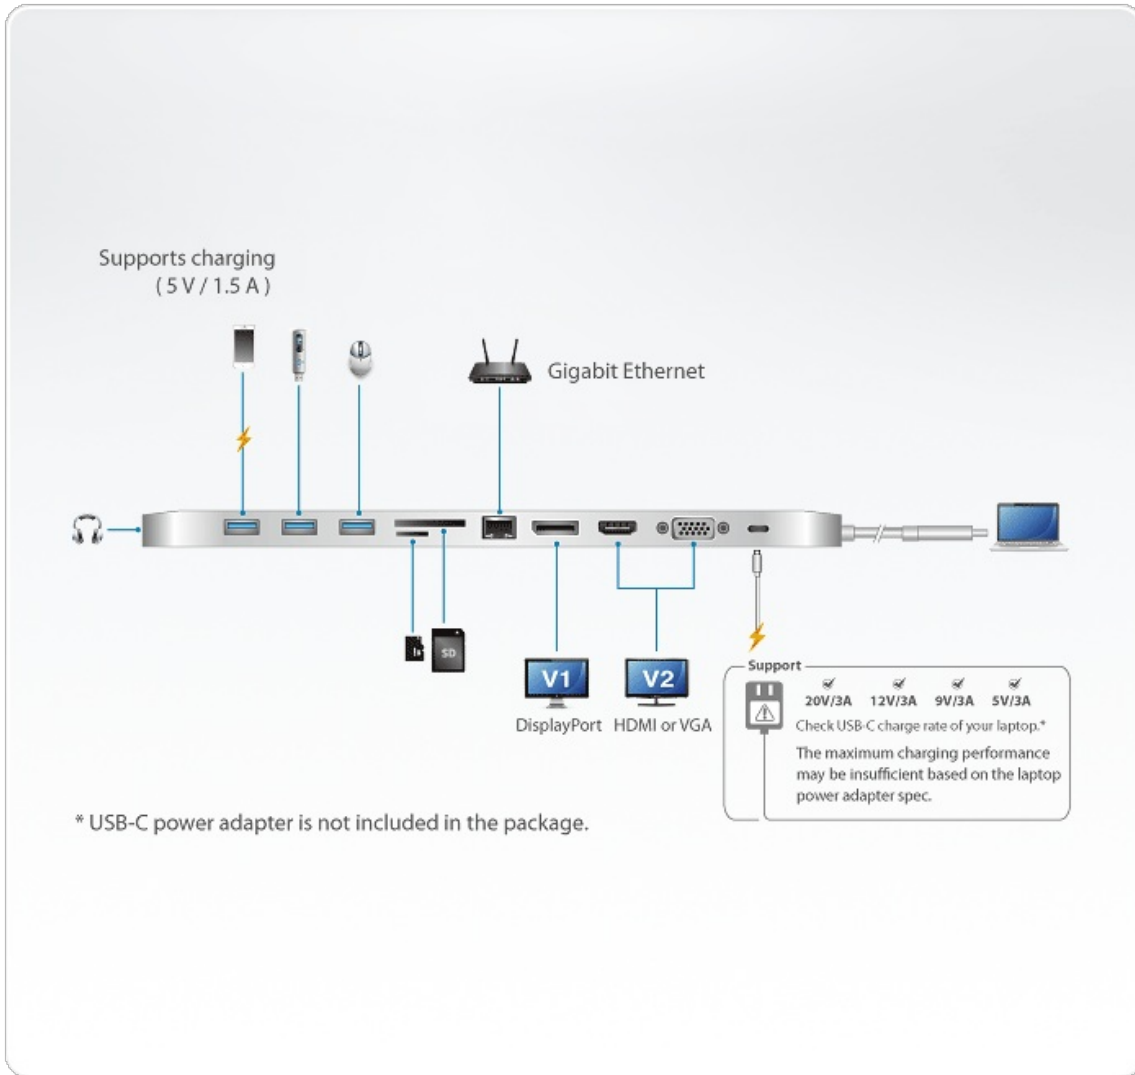 Supports charging
( 5 V / 1.5 A )
Gigabit Ethernet
SD
V1
V2
DisplayPort
HDMI or VGA
Support
20V/3A 12V/3A 9V/3A 5V/3A
Check USB-C charge rate of your laptop.*
The maximum charging performance
may be insufficient based on the laptop
power adapter spec.
* USB-C power adapter is not included in the package.